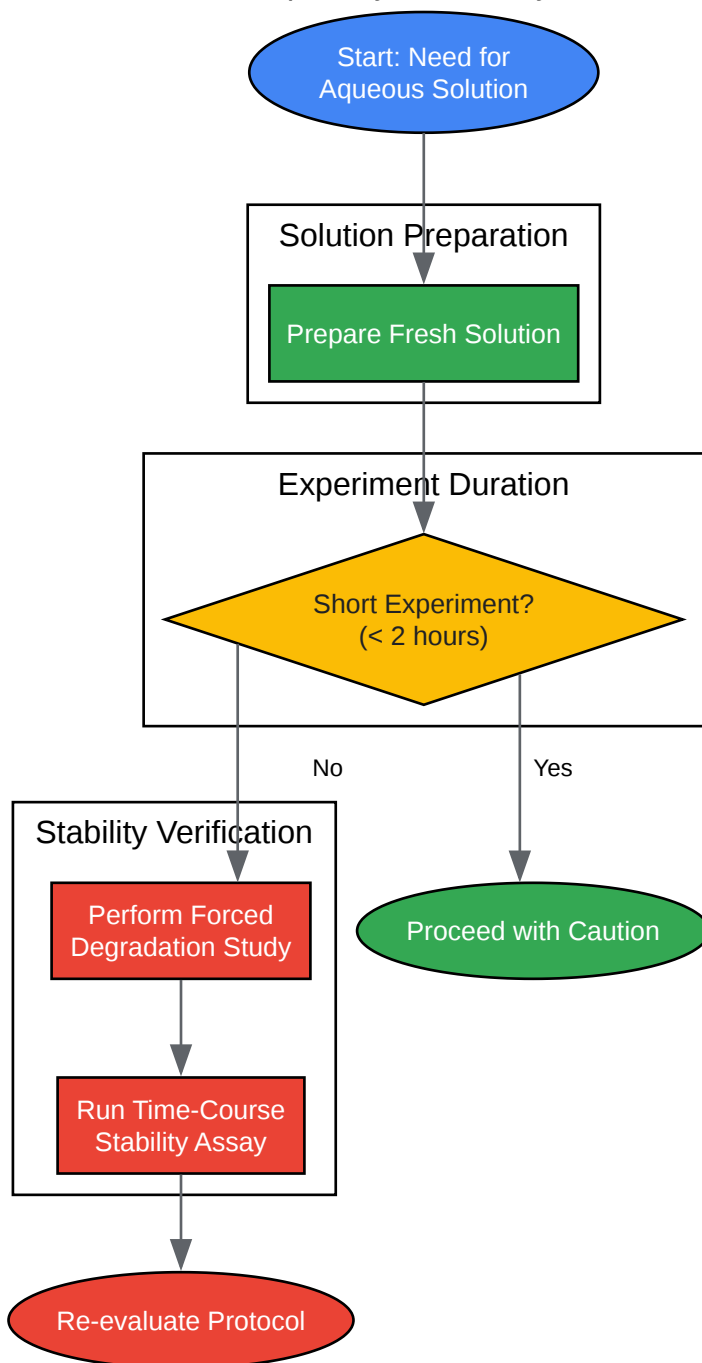 Start: Need for
Aqueous Solution
Solution Preparation
Prepare Fresh Solution
Experiment Duration
Short Experiment?
(< 2 hours)
No
Yes
Stability Verification
Perform Forced
Degradation Study
Proceed with Caution
Run Time-Course
Stability Assay
Re-evaluate Protocol